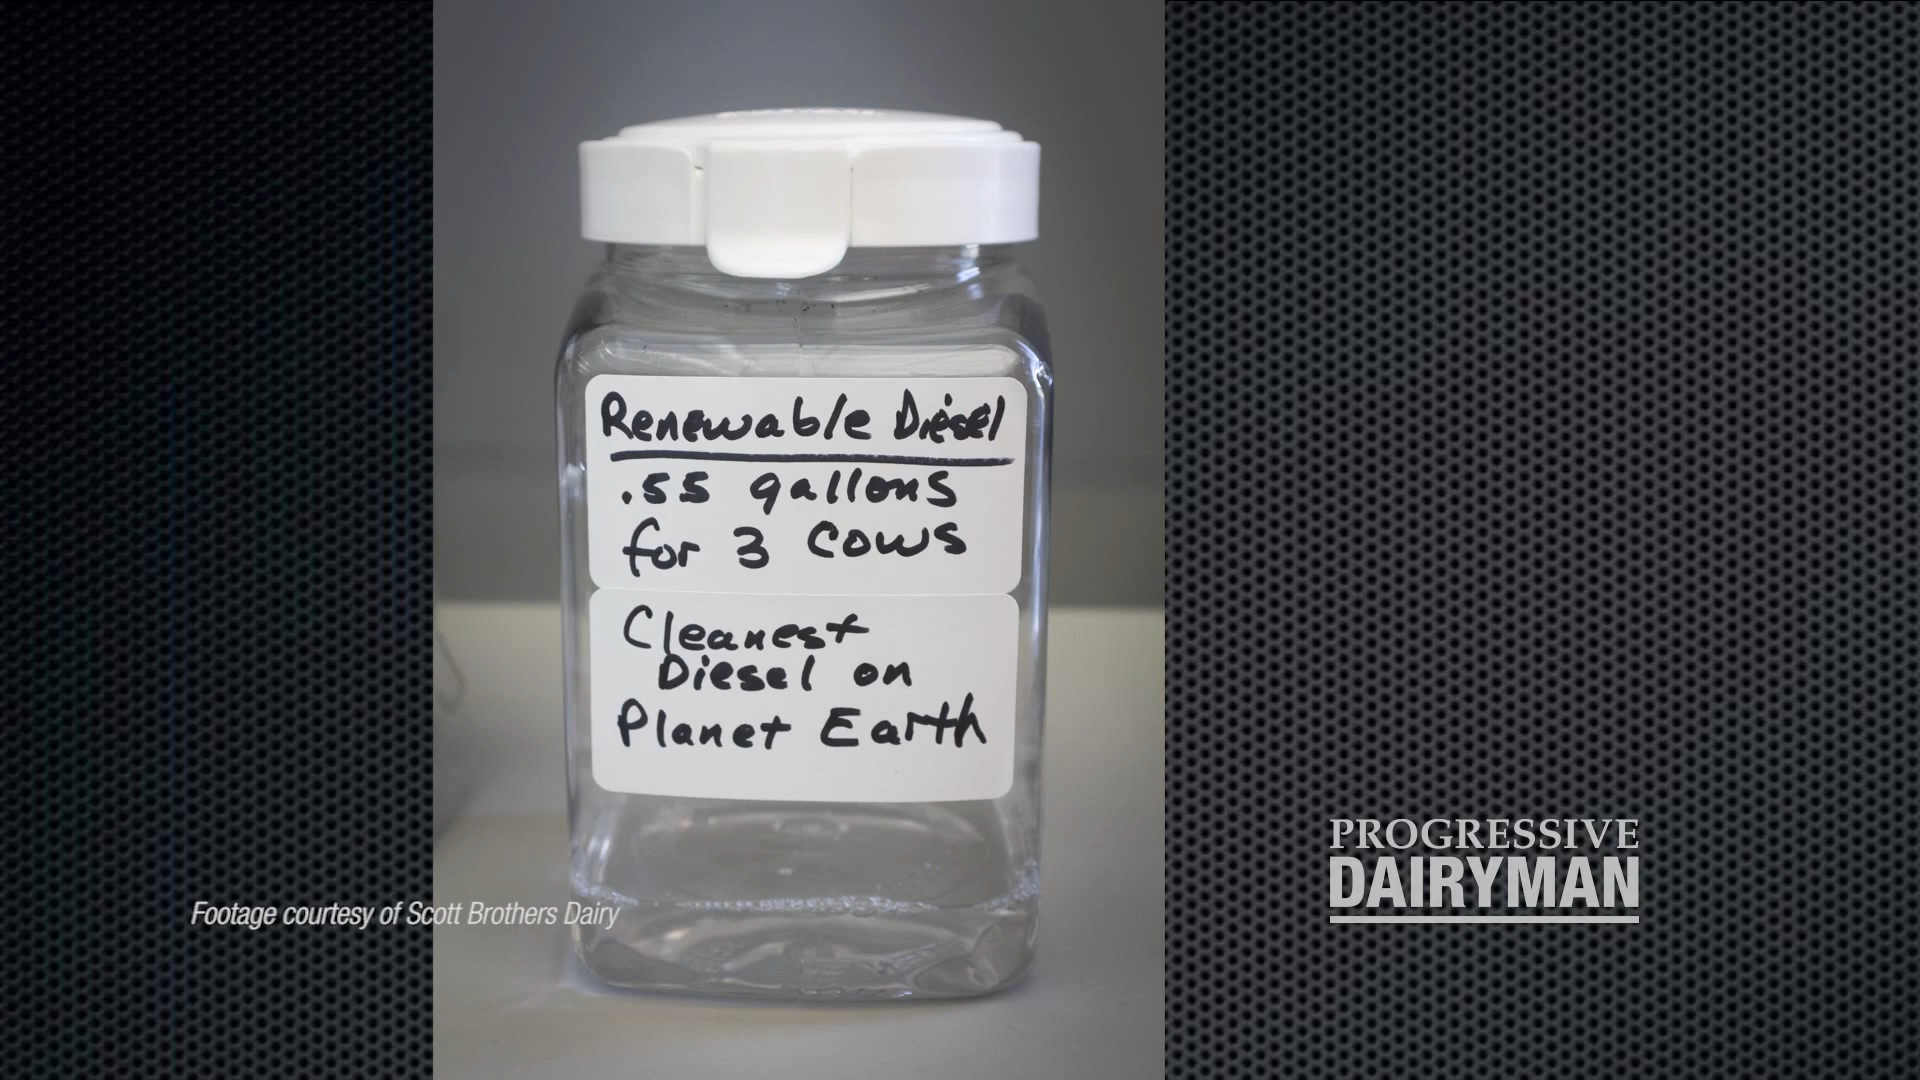 Renewable Diesel
.55 gallons
for 3 cows
Cleanest
Diesel on
Planet Earth
Footage courtesy of Scott Brothers Dairy
PROGRESSIVE
DAIRYMAN